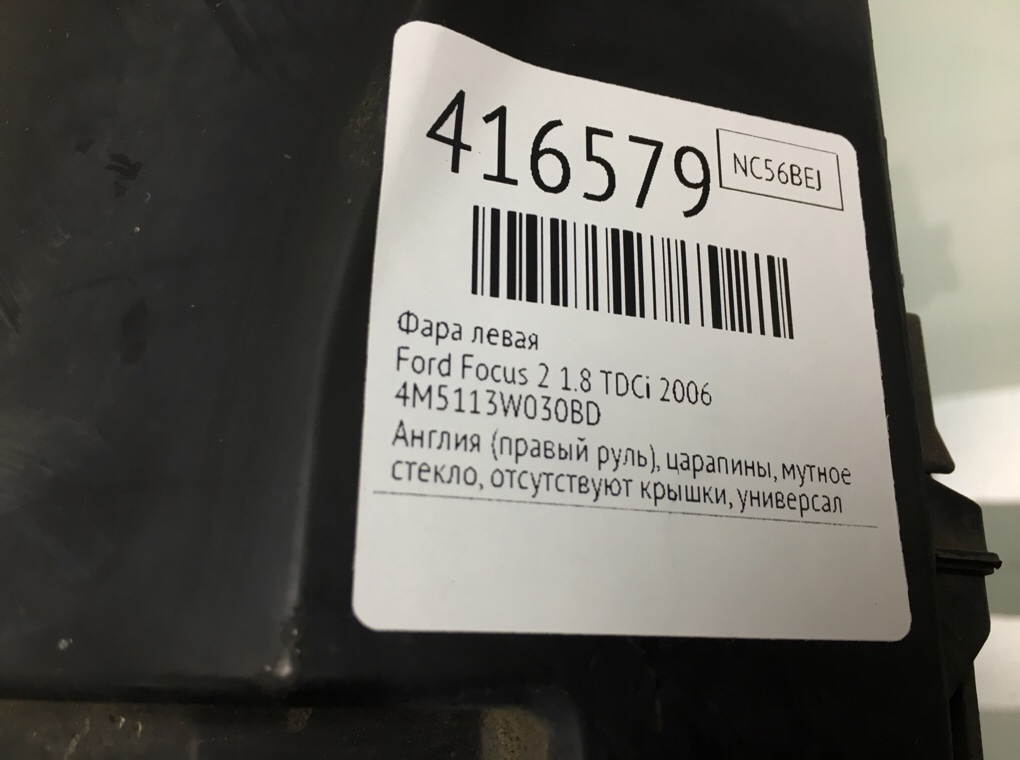 416579
NC56BEJ
Фара левая
Ford Focus 2 1.8 TDCi 2006
4M5113W030BD
Англия (правый руль), царапины, мутное
стекло, отсутствуют крышки, универсал